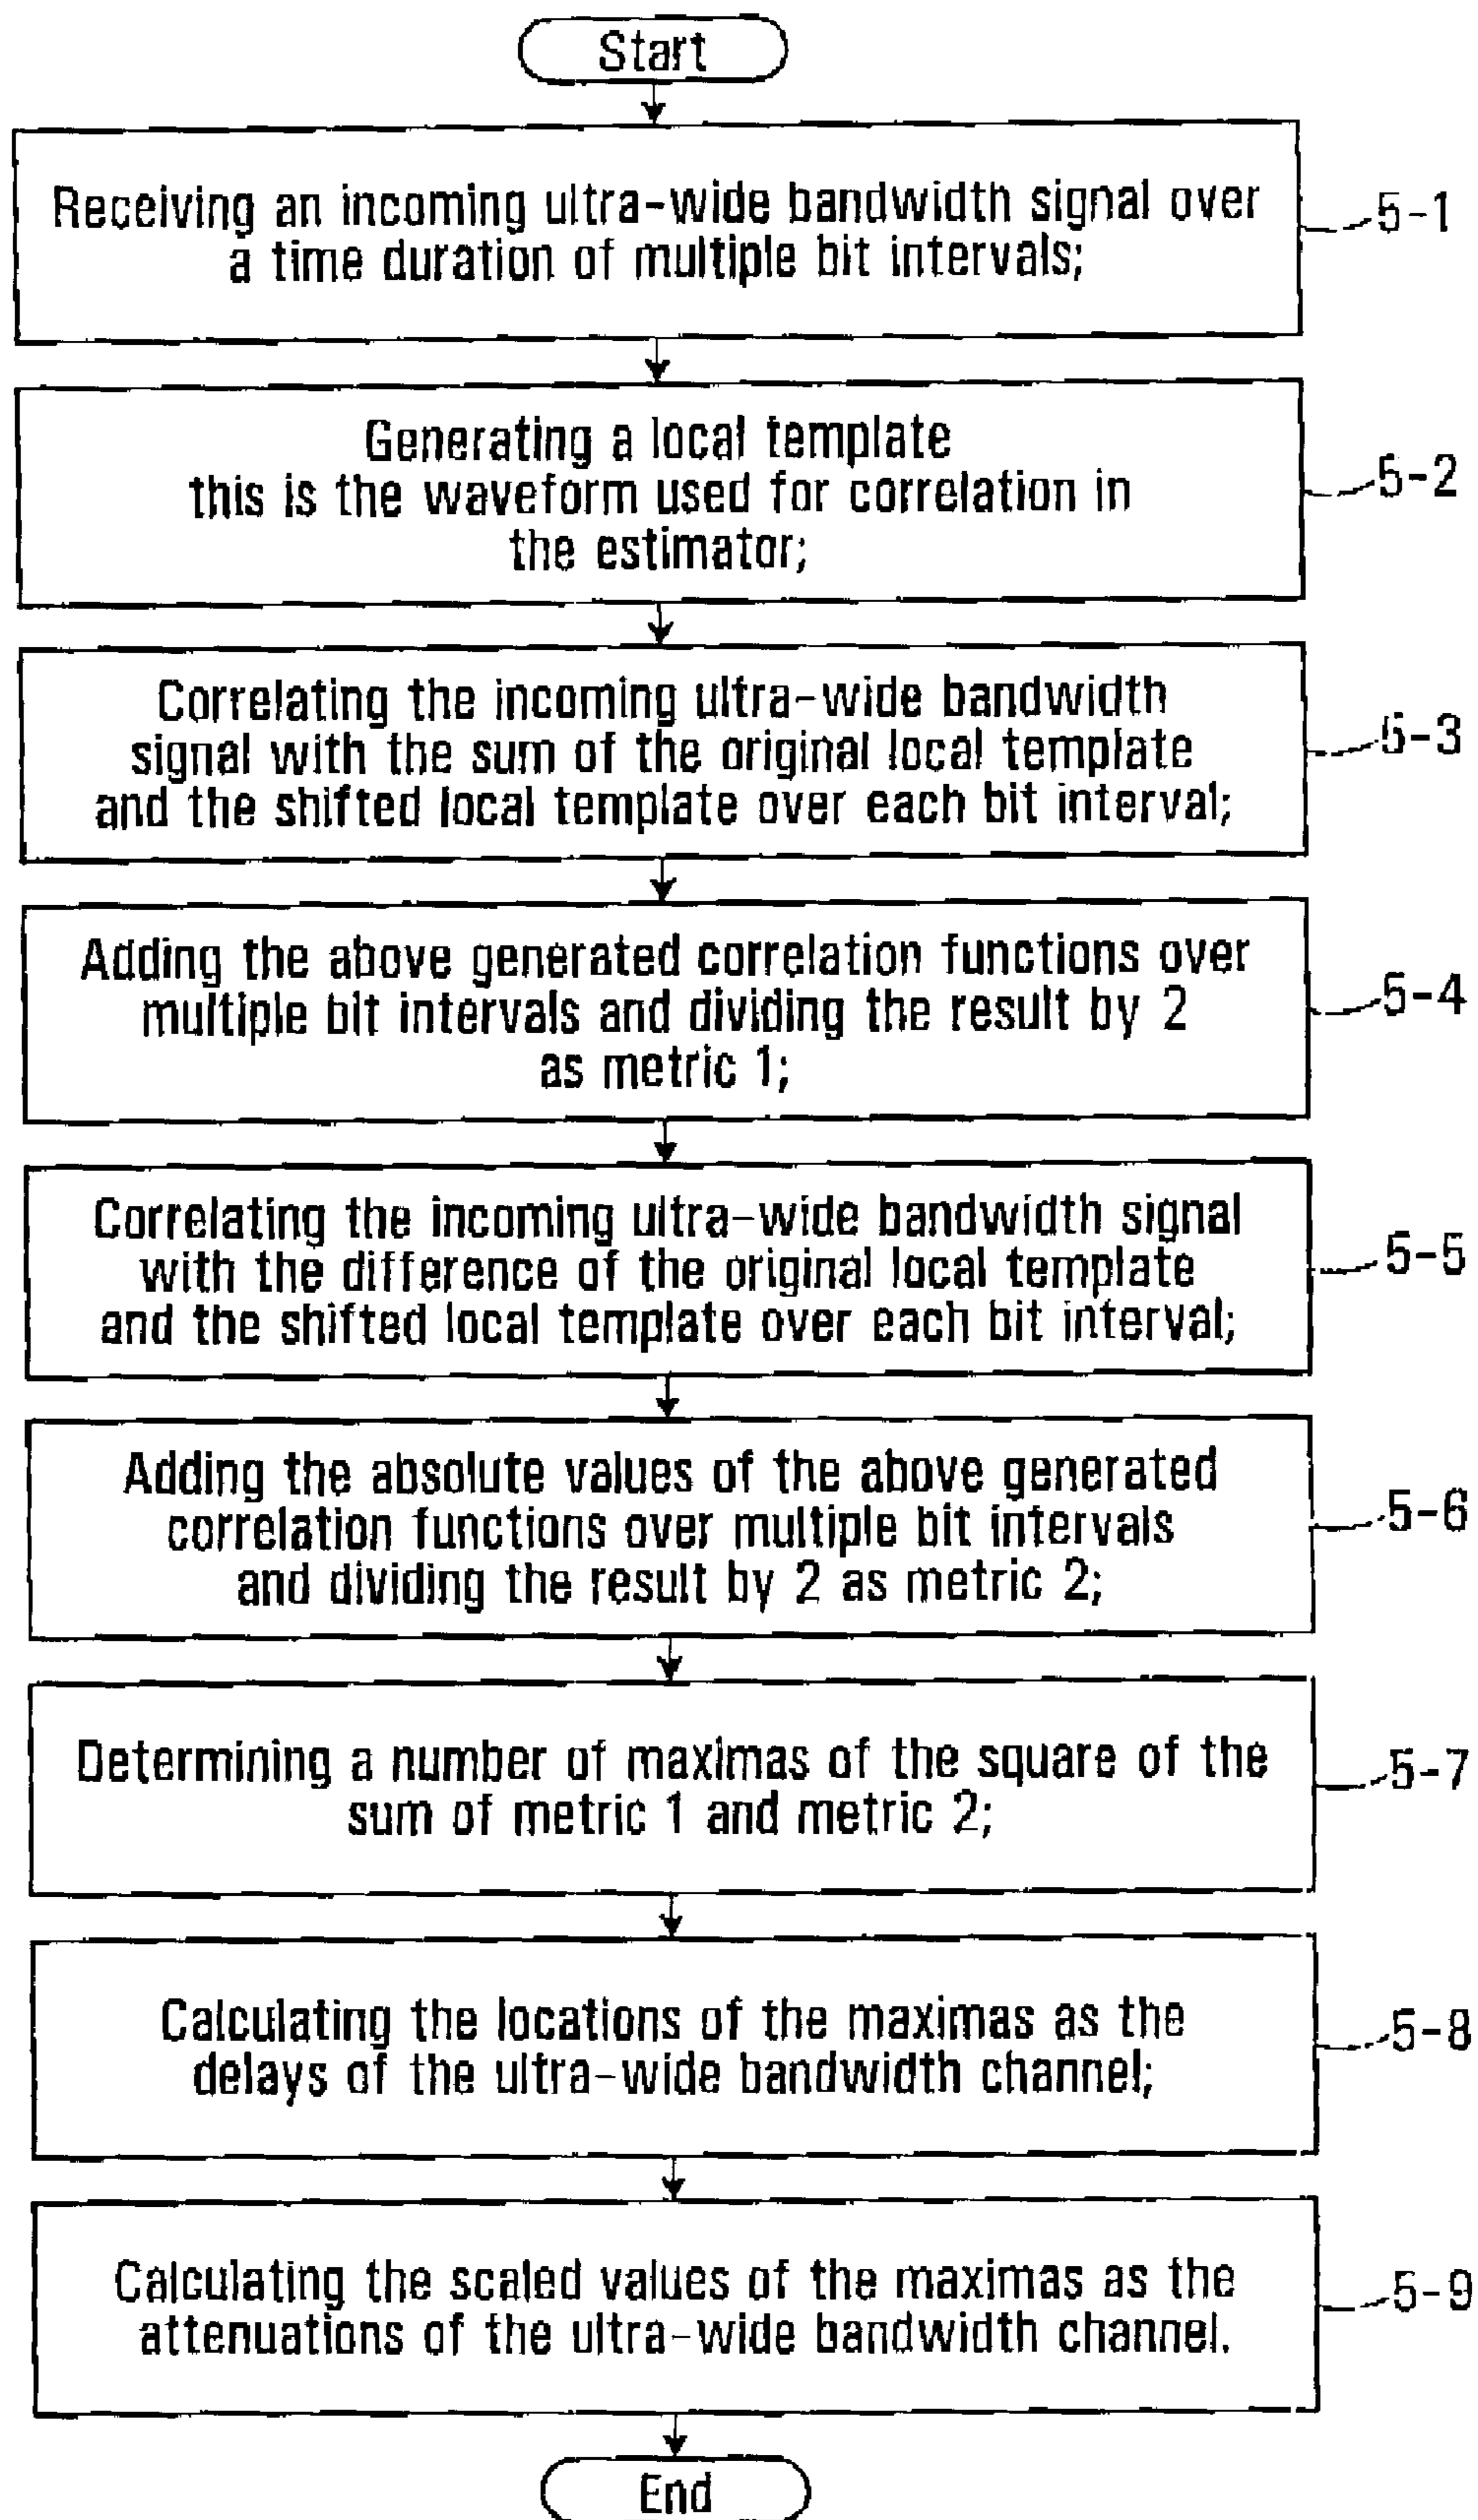 Start
Receiving an incoming ultra-wide bandwidth signal over
a time duration of multiple bit intervals;
5-1
Generating a local template
this is the waveform used for correlation in
the estimator;
5-2
Correlating the incoming ultra-wide bandwidth
signal with the sum of the original local template
and the shifted local template over each bit interval;
5-3
Adding the above generated correlation functions over
multiple bit intervals and dividing the result by 2
as metric 1;
5-4
Correlating the incoming ultra-wide bandwidth signal
with the difference of the original local template
and the shifted local template over each bit interval;
5-5
Adding the absolute values of the above generated
correlation functions over multiple bit intervals
and dividing the result by 2 as metric 2;
5-6
Determining a number of maximas of the square of the
sum of metric 1 and metric 2;
5-7
Calculating the locations of the maximas as the
delays of the ultra-wide bandwidth channel;
5-8
Calculating the scaled values of the maximas as the
attenuations of the ultra-wide bandwidth channel.
5-9
End